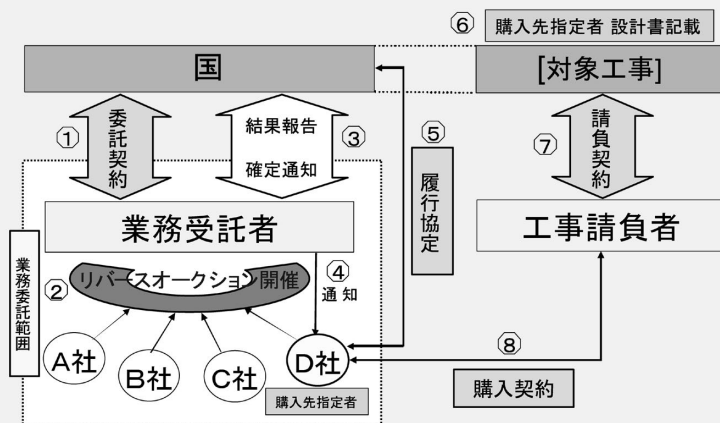 ⑥ 購入先指定者 設計書記載
国
[対象工事]
① 委託契約
結果報告 ③
確定通知
⑤ 履行協定
⑦ 請負契約
業務受託者
工事請負者
業務委託範囲
② リバースオークション開催
④ 通知
A社
B社
C社
D社
購入先指定者
⑧
購入契約